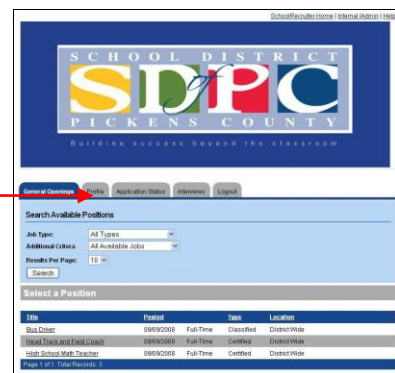 SchoolRecruiter Home | Internal |Admin | Help
SCHOOL DISTRICT
SDofPC
PICKENS COUNTY
Building success beyond the classroom
General Openings Profile Application Status Interviews Logout
Search Available Positions
Job Type: All Types
Additional Criteria All Available Jobs
Results Per Page: 10
Search
Select a Position
Title Posted Type Location
Bus Driver 09/09/2008 Full-Time Classified District Wide
Head Track and Field Coach 09/09/2008 Full-Time Certified District Wide
High School Math Teacher 09/09/2008 Full-Time Certified District Wide
Page 1 of 1 Total Records: 3